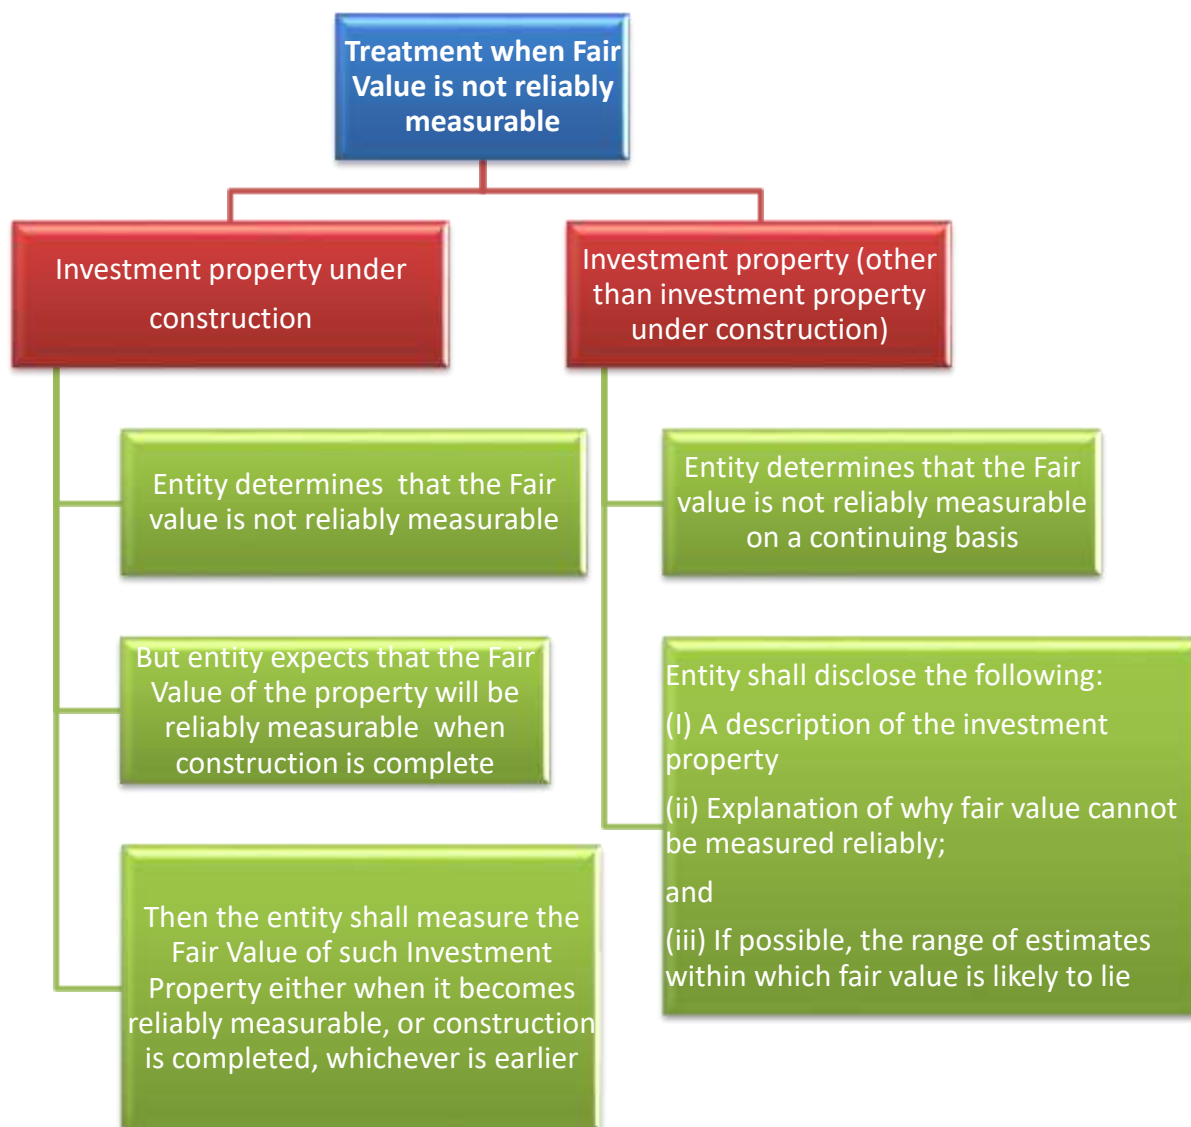 Treatment when Fair
Value is not reliably
measurable
Investment property under
construction
Entity determines that the Fair
value is not reliably measurable
But entity expects that the Fair
Value of the property will be
reliably measurable when
construction is complete
Then the entity shall measure the
Fair Value of such Investment
Property either when it becomes
reliably measurable, or construction
is completed, whichever is earlier
Investment property (other
than investment property
under construction)
Entity determines that the Fair
value is not reliably measurable
on a continuing basis
Entity shall disclose the following:
(I) A description of the investment
property
(ii) Explanation of why fair value cannot
be measured reliably;
and
(iii) If possible, the range of estimates
within which fair value is likely to lie